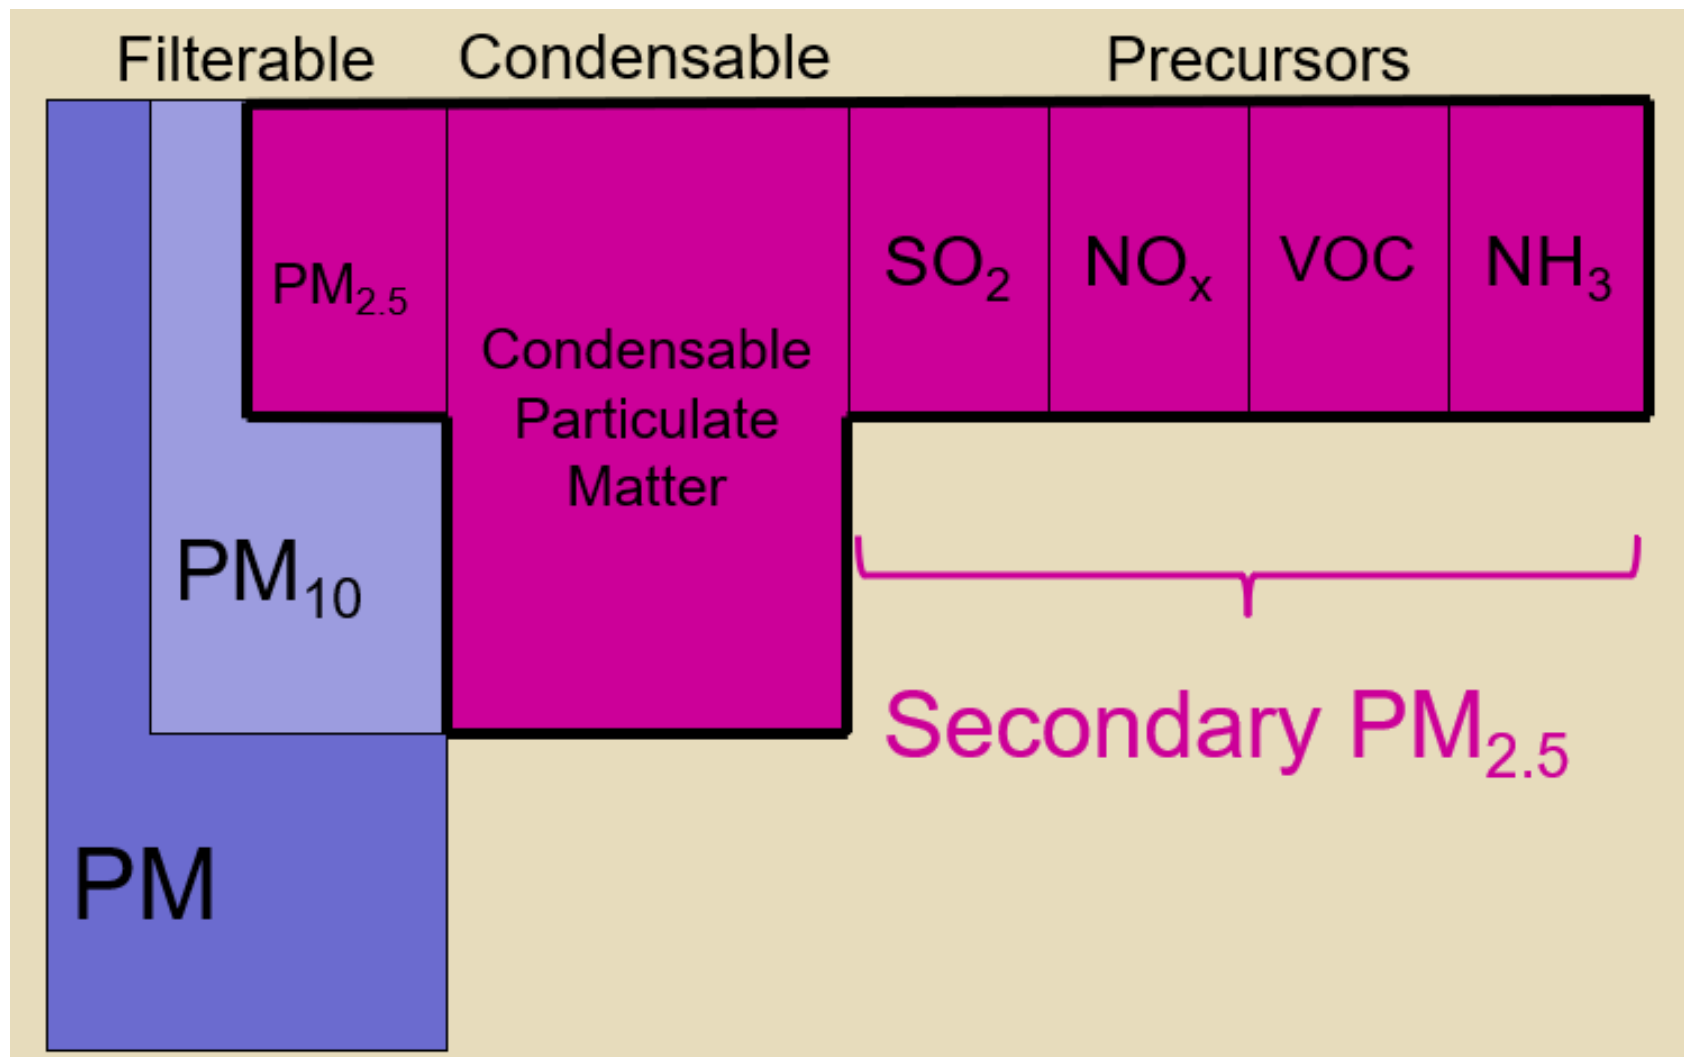 Filterable Condensable Precursors
PM₂.₅
Condensable
Particulate
Matter
SO₂ NOₓ VOC NH₃
PM₁₀
Secondary PM₂.₅
PM